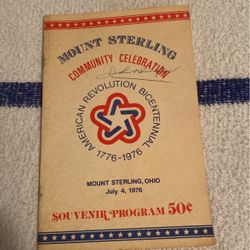 MOUNT STERLING
COMMUNITY CELEBRATION
AMERICAN REVOLUTION BICENTENNIAL
1776-1976
MOUNT STERLING, OHIO
July 4, 1976
SOUVENIR PROGRAM 50¢